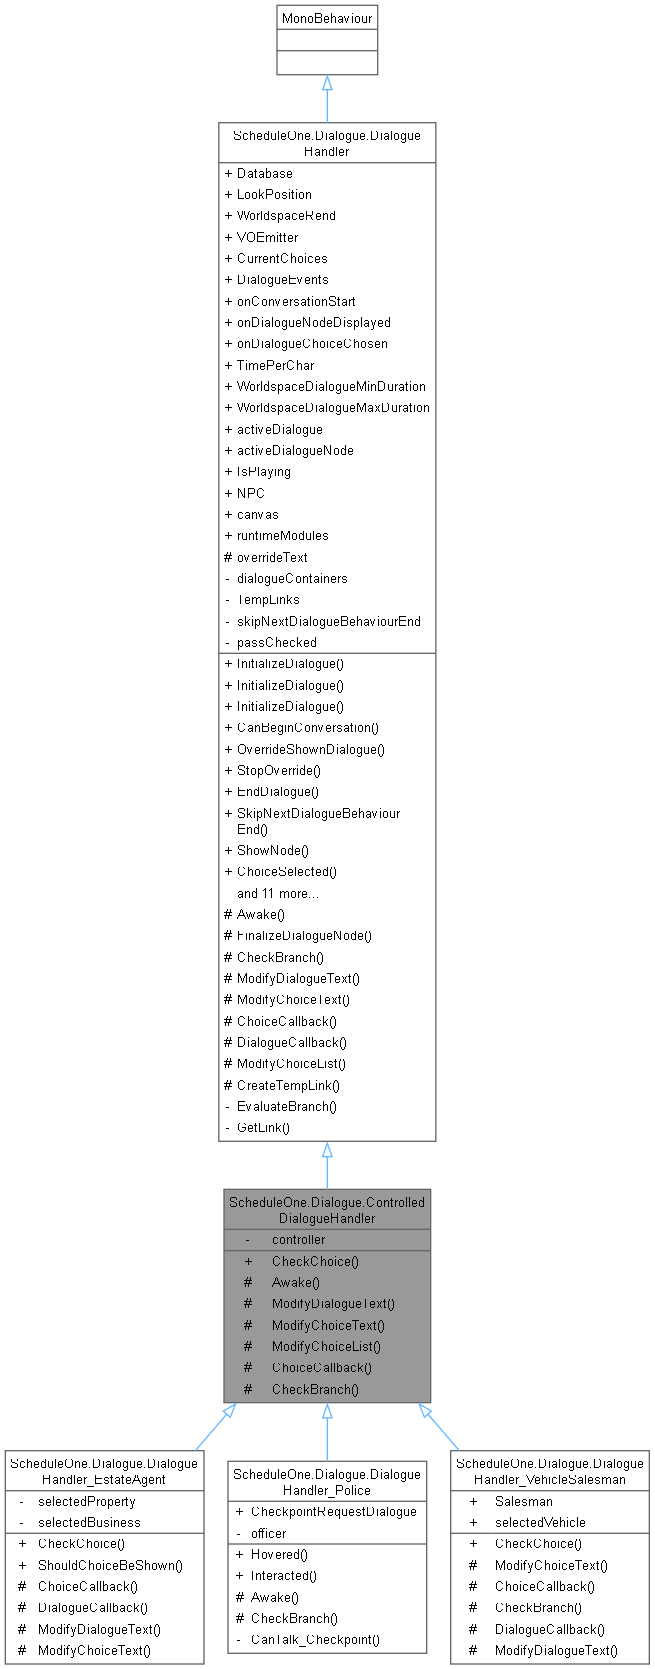 MonoBehaviour
ScheduleOne.Dialogue.Dialogue
Handler
+ Database
+ LookPosition
+ WorldspaceRend
+ VOEmitter
+ CurrentChoices
+ DialogueEvents
+ onConversationStart
+ onDialogueNodeDisplayed
+ onDialogueChoiceChosen
+ TimePerChar
+ WorldspaceDialogueMinDuration
+ WorldspaceDialogueMaxDuration
+ activeDialogue
+ activeDialogueNode
+ IsPlaying
+ NPC
+ canvas
+ runtimeModules
# overrideText
- dialogueContainers
- TempLinks
- skipNextDialogueBehaviourEnd
- passChecked
+ InitializeDialogue()
+ InitializeDialogue()
+ InitializeDialogue()
+ CanBeginConversation()
+ OverrideShownDialogue()
+ StopOverride()
+ EndDialogue()
+ SkipNextDialogueBehaviour
End()
+ ShowNode()
+ ChoiceSelected()
and 11 more...
# Awake()
# FinalizeDialogueNode()
# CheckBranch()
# ModifyDialogueText()
# ModifyChoiceText()
# ChoiceCallback()
# DialogueCallback()
# ModifyChoiceList()
# CreateTempLink()
- EvaluateBranch()
- GetLink()
ScheduleOne.Dialogue.Controlled
DialogueHandler
- controller
+ CheckChoice()
# Awake()
# ModifyDialogueText()
# ModifyChoiceText()
# ModifyChoiceList()
# ChoiceCallback()
# CheckBranch()
ScheduleOne.Dialogue.Dialogue
Handler_EstateAgent
- selectedProperty
- selectedBusiness
+ CheckChoice()
+ ShouldChoiceBeShown()
# ChoiceCallback()
# DialogueCallback()
# ModifyDialogueText()
# ModifyChoiceText()
ScheduleOne.Dialogue.Dialogue
Handler_Police
+ CheckpointRequestDialogue
- officer
+ Hovered()
+ Interacted()
# Awake()
# CheckBranch()
- CanTalk_Checkpoint()
ScheduleOne.Dialogue.Dialogue
Handler_VehicleSalesman
+ Salesman
+ selectedVehicle
+ CheckChoice()
# ModifyChoiceText()
# ChoiceCallback()
# CheckBranch()
# DialogueCallback()
# ModifyDialogueText()